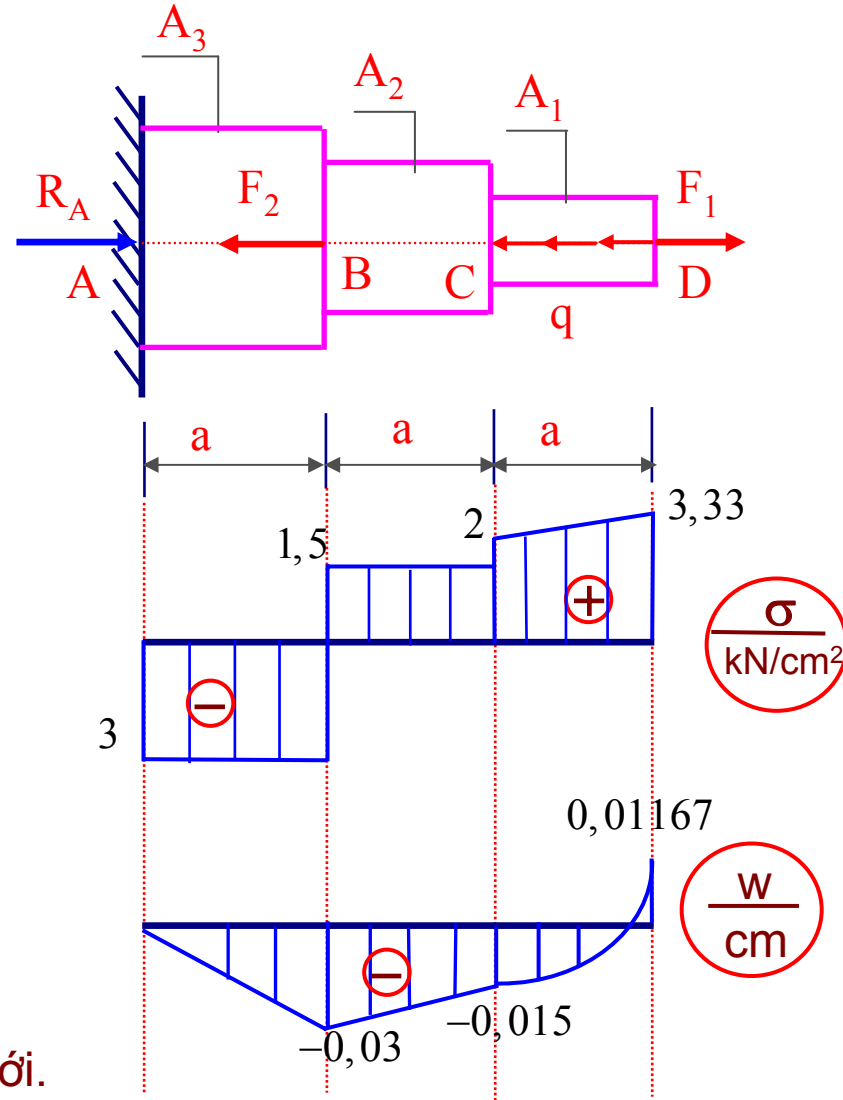 A₃
A₂
A₁
R_A
F₂
F₁
A
B
C
D
q
a
a
a
3,33
2
1,5
+
σ
kN/cm²
−
3
0,01167
w
cm
−
−0,015
−0,03
ới.